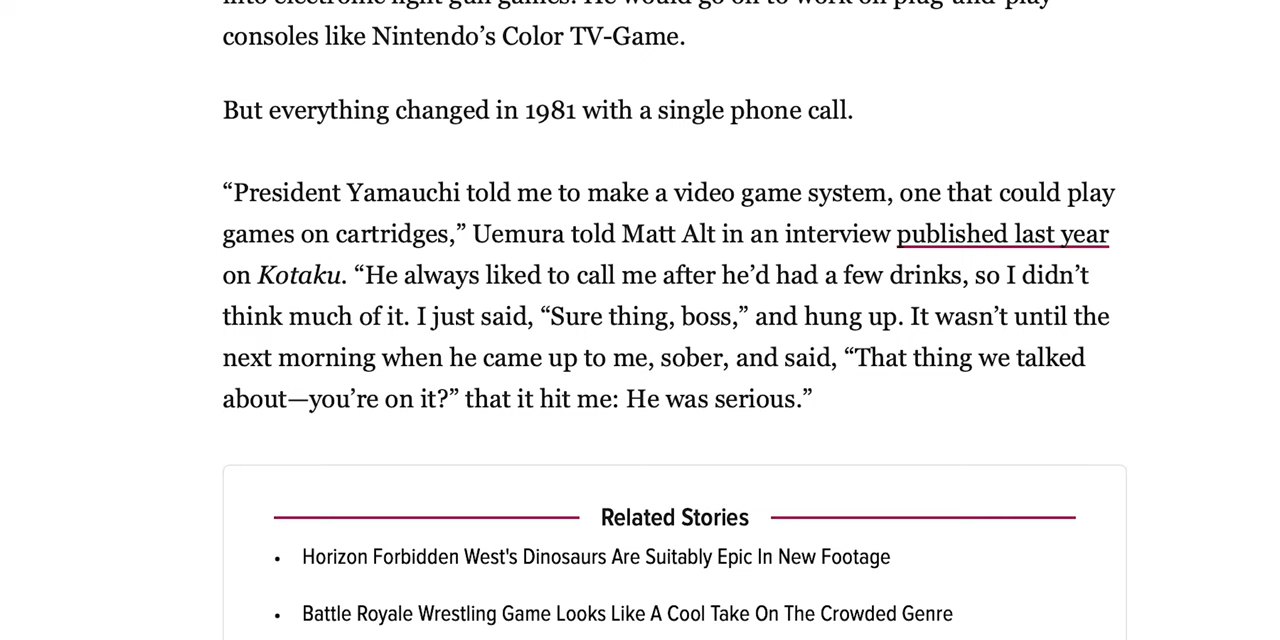 consoles like Nintendo’s Color TV-Game.
But everything changed in 1981 with a single phone call.
“President Yamauchi told me to make a video game system, one that could play
games on cartridges,” Uemura told Matt Alt in an interview published last year
on Kotaku. “He always liked to call me after he’d had a few drinks, so I didn’t
think much of it. I just said, “Sure thing, boss,” and hung up. It wasn’t until the
next morning when he came up to me, sober, and said, “That thing we talked
about—you’re on it?” that it hit me: He was serious.”
Related Stories
• Horizon Forbidden West's Dinosaurs Are Suitably Epic In New Footage
• Battle Royale Wrestling Game Looks Like A Cool Take On The Crowded Genre